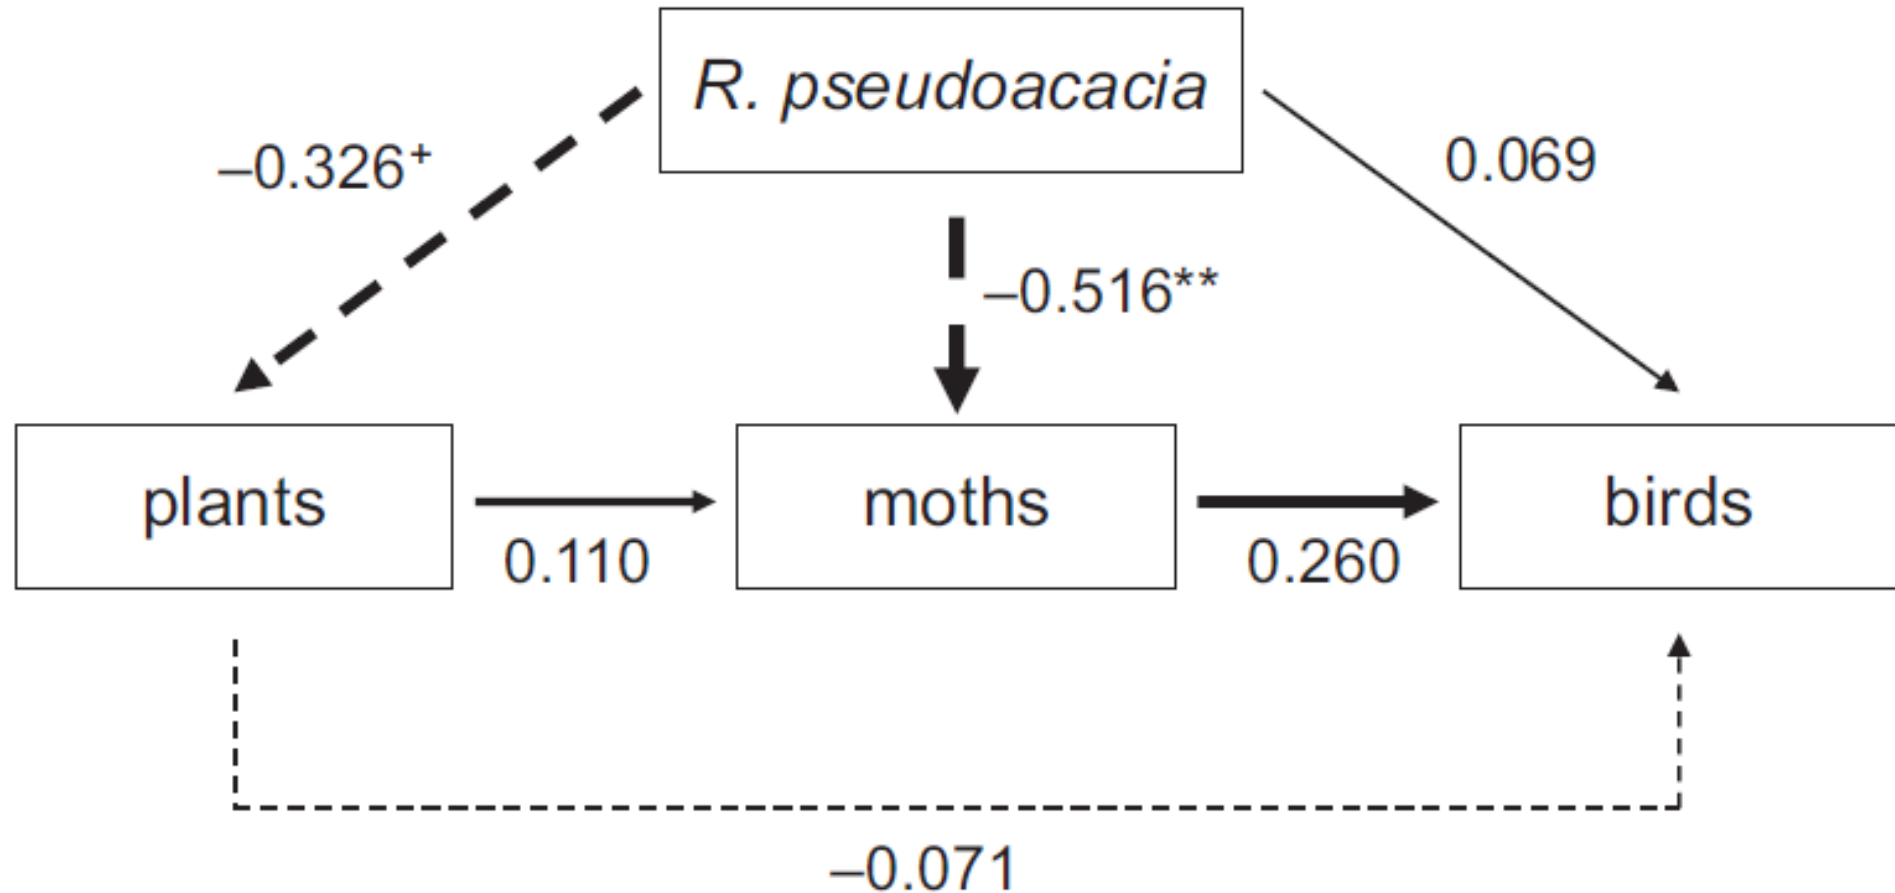 R. pseudoacacia
–0.326+
0.069
–0.516**
plants
moths
birds
0.110
0.260
–0.071